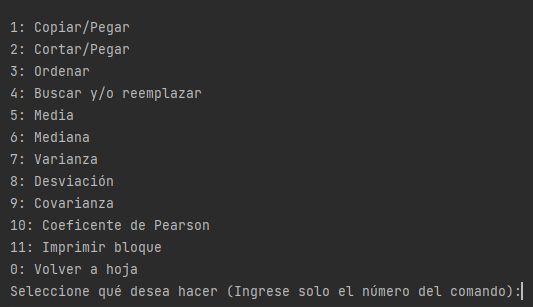 1: Copiar/Pegar
2: Cortar/Pegar
3: Ordenar
4: Buscar y/o reemplazar
5: Media
6: Mediana
7: Varianza
8: Desviación
9: Covarianza
10: Coeficente de Pearson
11: Imprimir bloque
0: Volver a hoja
Seleccione qué desea hacer (Ingrese solo el número del comando):